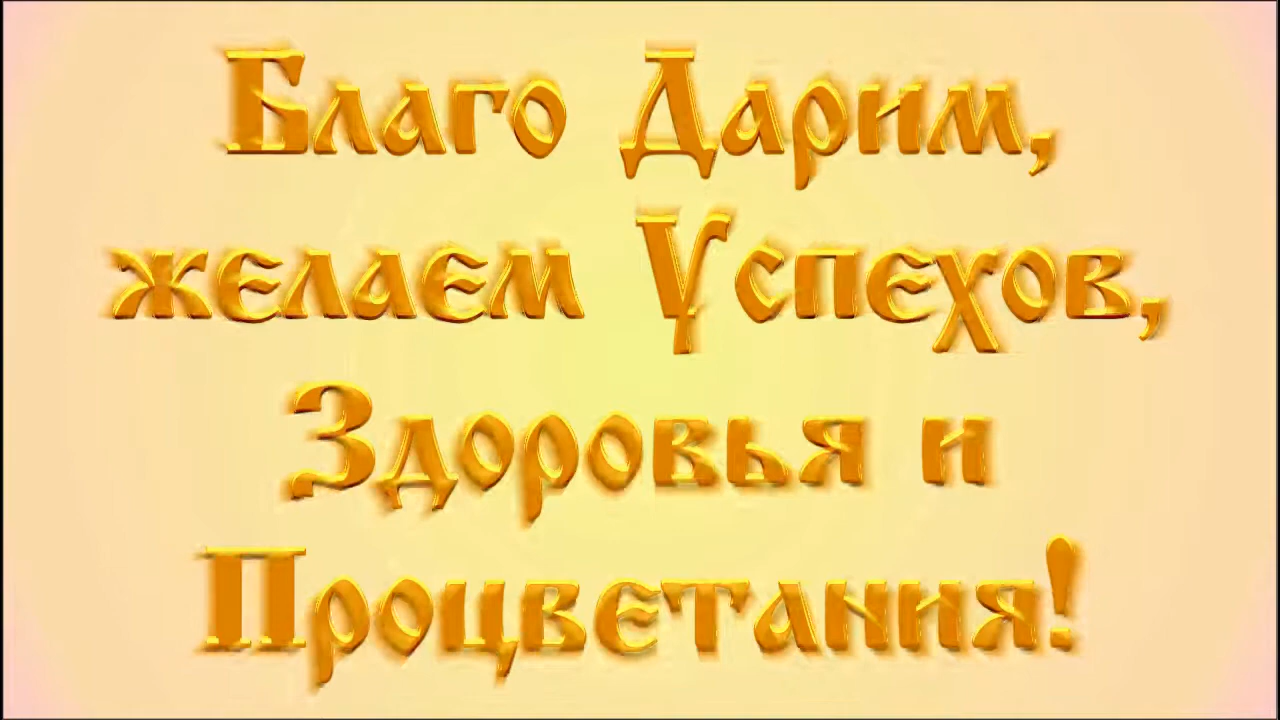 Благо Дарим,
желаем Успехов,
Здоровья и
Процветания!